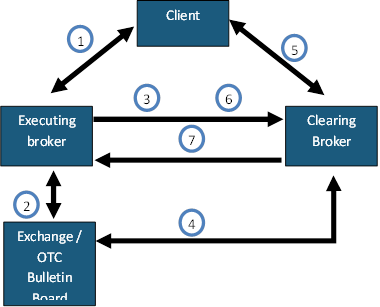 Client
1
5
Executing
broker
3
6
Clearing
Broker
7
2
4
Exchange /
OTC
Bulletin
Board